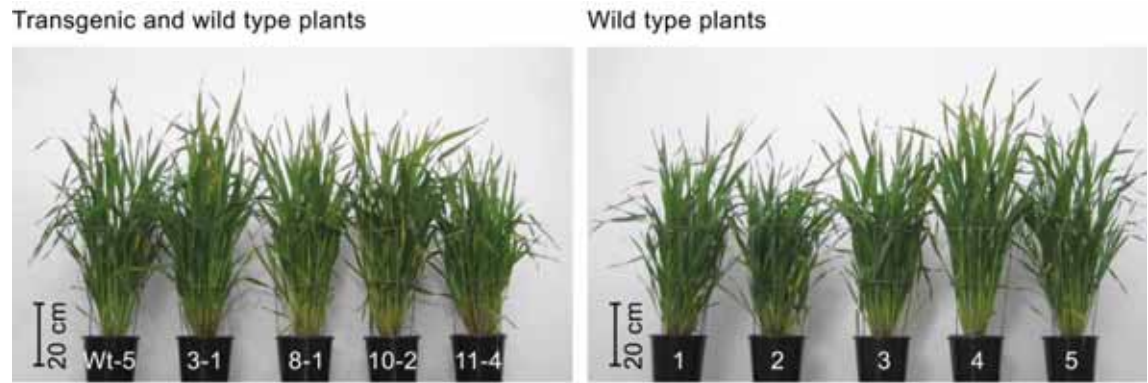 Transgenic and wild type plants
Wild type plants
20 cm
Wt-5 3-1 8-1 10-2 11-4
20 cm
1 2 3 4 5